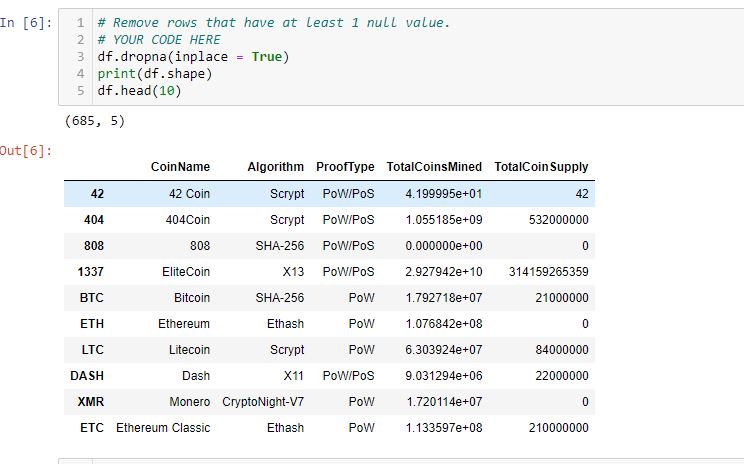 In [6]:
1 # Remove rows that have at least 1 null value.
2 # YOUR CODE HERE
3 df.dropna(inplace = True)
4 print(df.shape)
5 df.head(10)
(685, 5)
Out[6]:
CoinName Algorithm ProofType TotalCoinsMined TotalCoinSupply
42 42 Coin Scrypt PoW/PoS 4.199995e+01 42
404 404Coin Scrypt PoW/PoS 1.055185e+09 532000000
808 808 SHA-256 PoW/PoS 0.000000e+00 0
1337 EliteCoin X13 PoW/PoS 2.927942e+10 314159265359
BTC Bitcoin SHA-256 PoW 1.792718e+07 21000000
ETH Ethereum Ethash PoW 1.076842e+08 0
LTC Litecoin Scrypt PoW 6.303924e+07 84000000
DASH Dash X11 PoW/PoS 9.031294e+06 22000000
XMR Monero CryptoNight-V7 PoW 1.720114e+07 0
ETC Ethereum Classic Ethash PoW 1.133597e+08 210000000